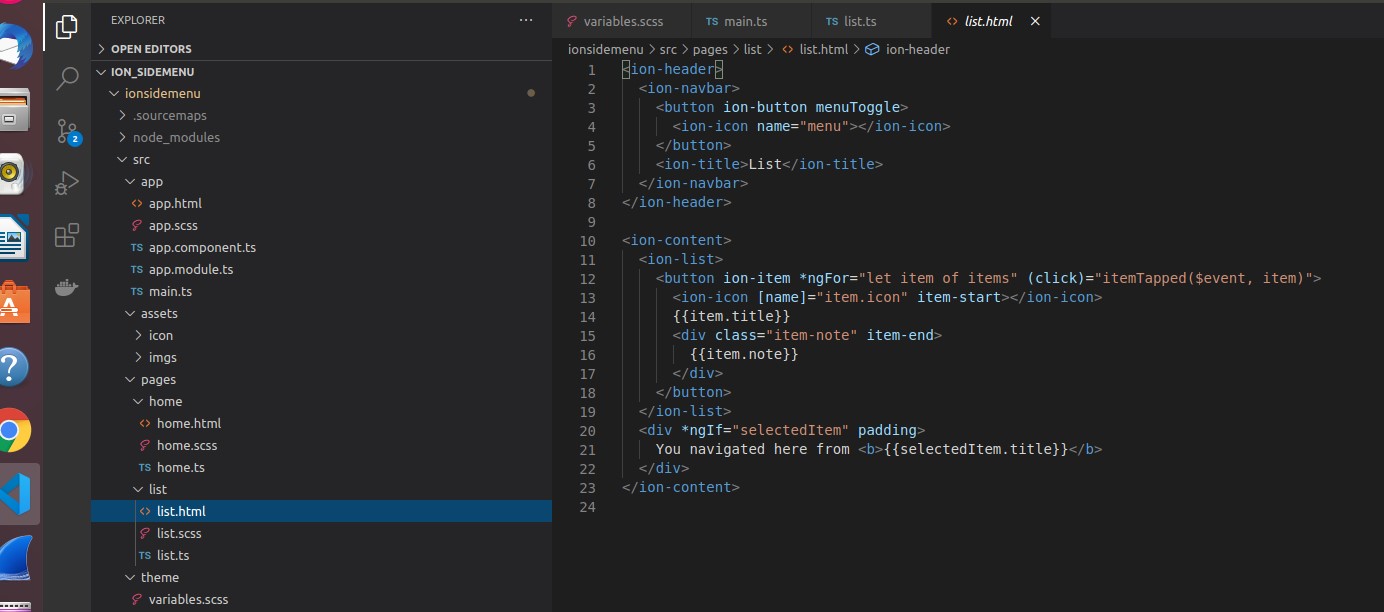 EXPLORER
OPEN EDITORS
ION_SIDEMENU
ionsidemenu
.sourcemaps
node_modules
src
app
app.html
app.scss
TS app.component.ts
TS app.module.ts
TS main.ts
assets
icon
imgs
pages
home
home.html
home.scss
TS home.ts
list
list.html
list.scss
TS list.ts
theme
variables.scss
2
variables.scss TS main.ts TS list.ts <> list.html ×
ionsidemenu > src > pages > list > <> list.html > ion-header
1 <ion-header>
2 <ion-navbar>
3 <button ion-button menuToggle>
4 <ion-icon name="menu"></ion-icon>
5 </button>
6 <ion-title>List</ion-title>
7 </ion-navbar>
8 </ion-header>
9
10 <ion-content>
11 <ion-list>
12 <button ion-item *ngFor="let item of items" (click)="itemTapped($event, item)">
13 <ion-icon [name]="item.icon" item-start></ion-icon>
14 {{item.title}}
15 <div class="item-note" item-end>
16 {{item.note}}
17 </div>
18 </button>
19 </ion-list>
20 <div *ngIf="selectedItem" padding>
21 You navigated here from <b>{{selectedItem.title}}</b>
22 </div>
23 </ion-content>
24